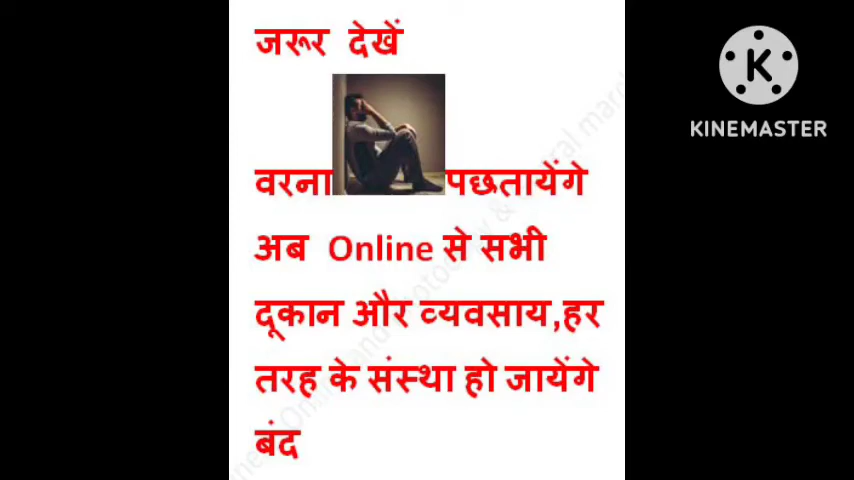 जरूर देखें
वरना पछतायेंगे
अब Online से सभी
दूकान और व्यवसाय,हर
तरह के संस्था हो जायेंगे
बंद
K
KINEMASTER